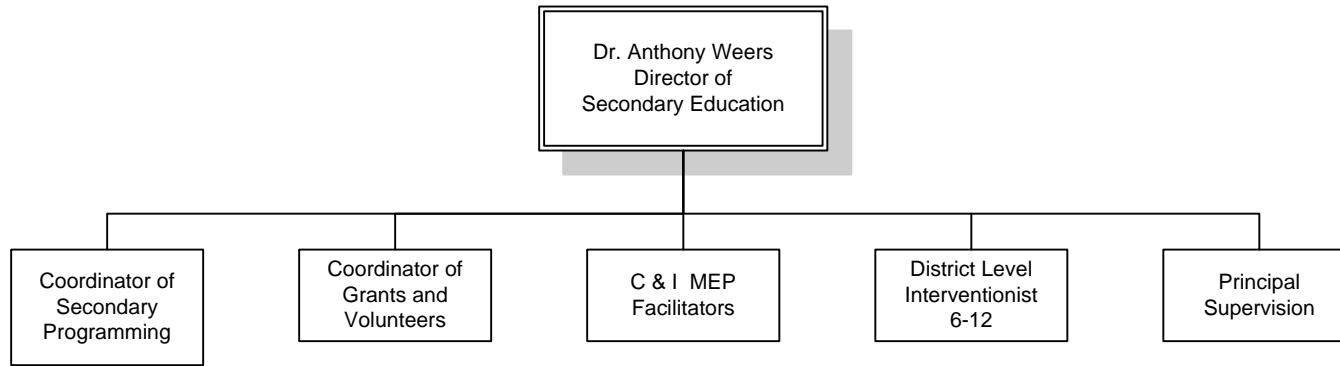 Dr. Anthony Weers
Director of
Secondary Education
Coordinator of
Secondary
Programming
Coordinator of
Grants and
Volunteers
C & I  MEP
Facilitators
District Level
Interventionist
6-12
Principal
Supervision